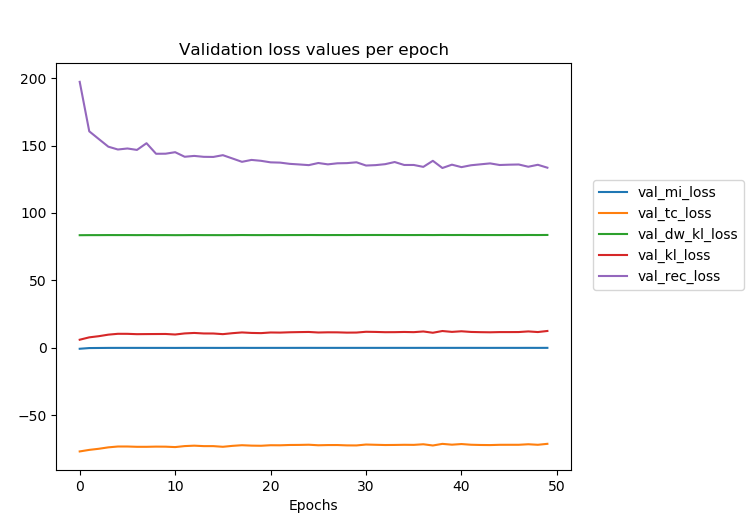 Validation loss values per epoch
200
150
100
50
0
−50
0 10 20 30 40 50
Epochs
val_mi_loss
val_tc_loss
val_dw_kl_loss
val_kl_loss
val_rec_loss